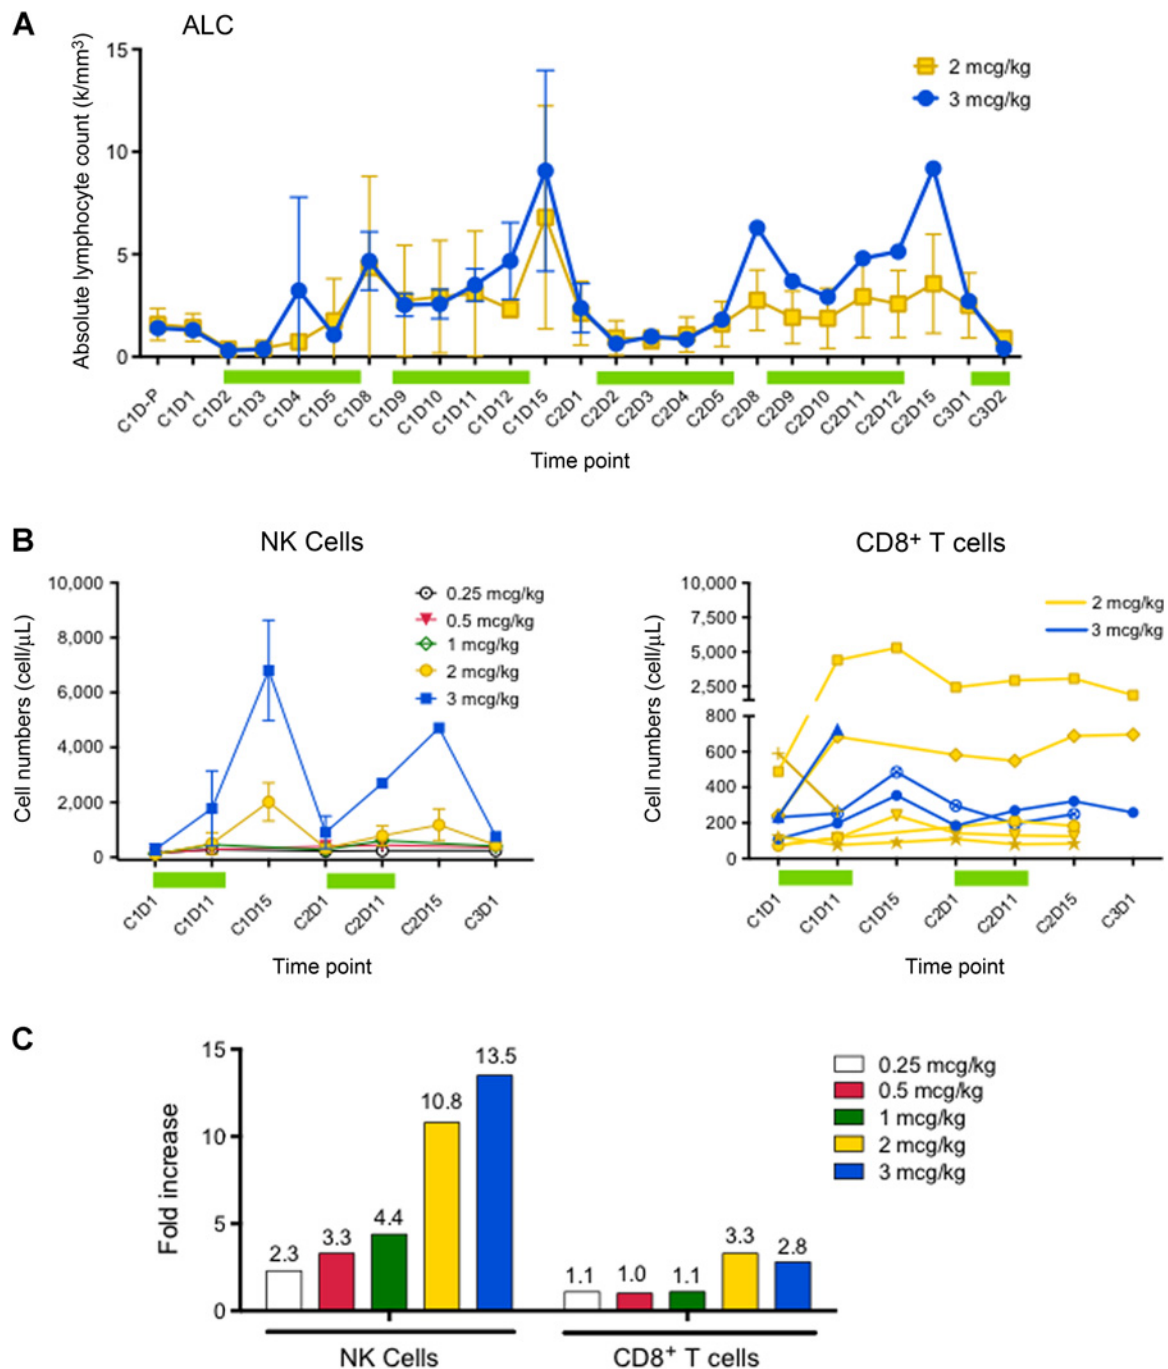 A
ALC
Absolute lymphocyte count (k/mm³)
15
10
5
0
2 mcg/kg
3 mcg/kg
C1D-P
C1D1
C1D2
C1D3
C1D4
C1D5
C1D8
C1D9
C1D10
C1D11
C1D12
C1D15
C2D1
C2D2
C2D3
C2D4
C2D5
C2D8
C2D9
C2D10
C2D11
C2D12
C2D15
C3D1
C3D2
Time point
B
NK Cells
Cell numbers (cell/μL)
10,000
8,000
6,000
4,000
2,000
0
0.25 mcg/kg
0.5 mcg/kg
1 mcg/kg
2 mcg/kg
3 mcg/kg
C1D1
C1D11
C1D15
C2D1
C2D11
C2D15
C3D1
Time point
CD8⁺ T cells
Cell numbers (cell/μL)
10,000
7,500
5,000
2,500
800
600
400
200
0
2 mcg/kg
3 mcg/kg
C1D1
C1D11
C1D15
C2D1
C2D11
C2D15
C3D1
Time point
C
Fold increase
15
10
5
0
2.3
3.3
4.4
10.8
13.5
1.1
1.0
1.1
3.3
2.8
0.25 mcg/kg
0.5 mcg/kg
1 mcg/kg
2 mcg/kg
3 mcg/kg
NK Cells
CD8⁺ T cells